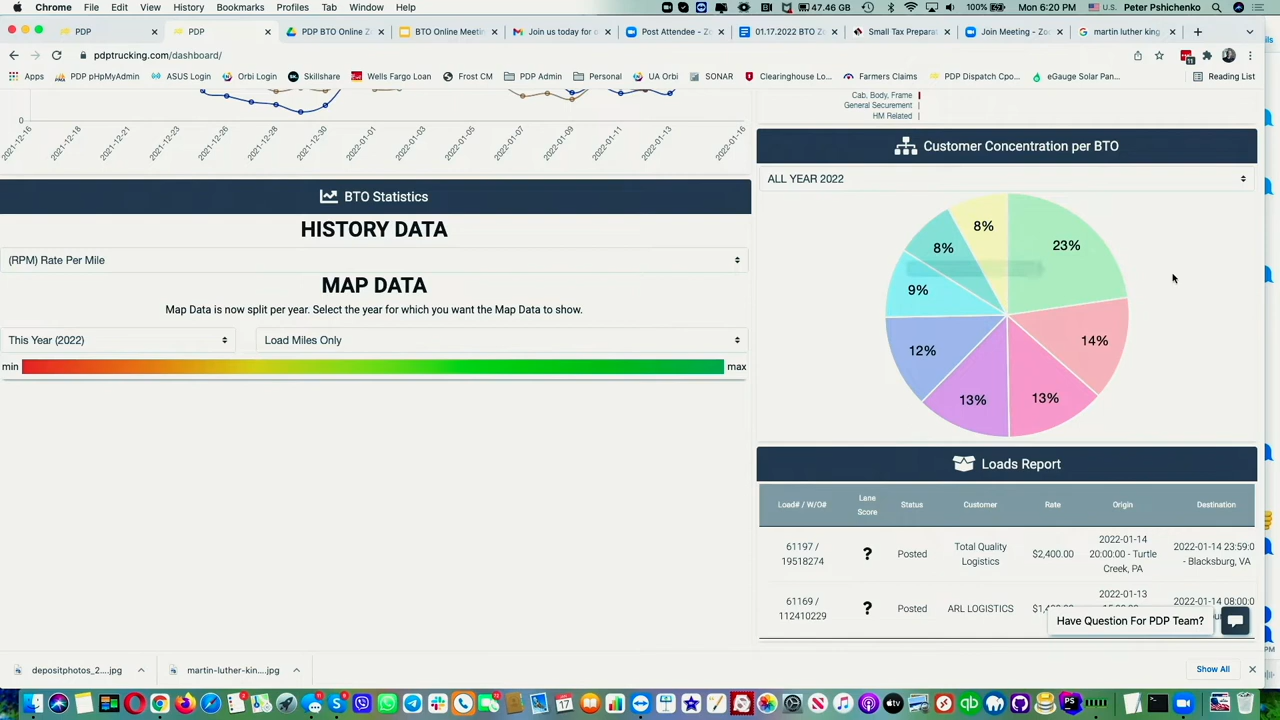 Chrome File Edit View History Bookmarks Profiles Tab Window Help 47.46 GB 100% Mon 6:20 PM U.S. Peter Pshichenko
PDP PDP PDP BTO Online Z BTO Online Meeti Join us today for o Post Attendee - Zo 01.17.2022 BTO Z Small Tax Prepara Join Meeting - Zo martin luther king
pdptrucking.com/dashboard/
Apps PDP pHpMyAdmin ASUS Login Orbi Login Skillshare Wells Fargo Loan Frost CM PDP Admin Personal UA Orbi SONAR Clearinghouse Lo... Farmers Claims PDP Dispatch Cpo... eGauge Solar Pan... Reading List
Cab, Body, Frame
General Securement
HM Related
0
2021-12-16 2021-12-18 2021-12-21 2021-12-23 2021-12-26 2021-12-28 2021-12-30 2022-01-01 2022-01-03 2022-01-07 2022-01-09 2022-01-11 2022-01-13 2022-01-16
BTO Statistics
HISTORY DATA
(RPM) Rate Per Mile
MAP DATA
Map Data is now split per year. Select the year for which you want the Map Data to show.
This Year (2022) Load Miles Only
min max
Customer Concentration per BTO
ALL YEAR 2022
8%
23%
8%
9%
14%
12%
13%
13%
Loads Report
Load# / W/O# Lane Score Status Customer Rate Origin Destination
61197 / 19518274 ? Posted Total Quality Logistics $2,400.00 2022-01-14 20:00:00 - Turtle Creek, PA 2022-01-14 23:59:0 - Blacksburg, VA
61169 / 112410229 ? Posted ARL LOGISTICS 2022-01-13 2022-01-14 08:00:0
Have Question For PDP Team?
depositphotos_2....jpg martin-luther-kin....jpg Show All